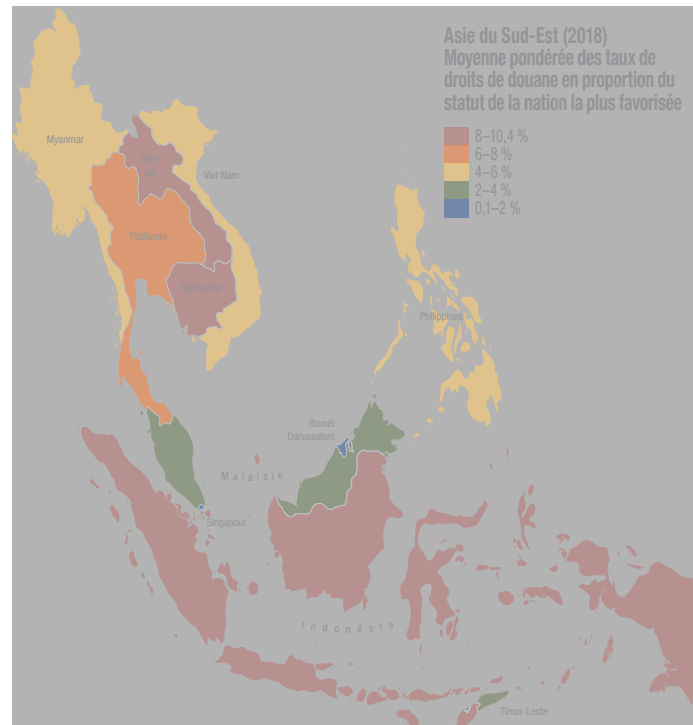 Asie du Sud-Est (2018)
Moyenne pondérée des taux de
droits de douane en proportion du
statut de la nation la plus favorisée
8–10,4 %
6–8 %
4–6 %
2–4 %
0,1–2 %
Myanmar
RDP
Lao
Viet Nam
Thaïlande
Cambodge
Philippines
Brunéi
Darussalam
Malaisie
Singapour
Indonésie
Timor-Leste